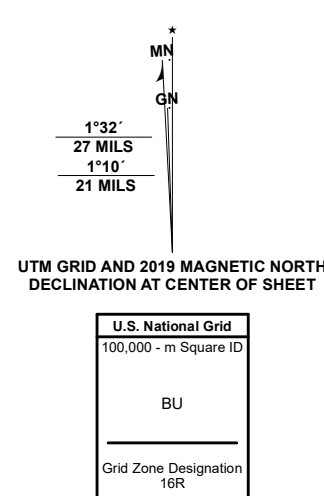 ★
MN
GN
1°32´
27 MILS
1°10´
21 MILS
UTM GRID AND 2019 MAGNETIC NORTH
DECLINATION AT CENTER OF SHEET
U.S. National Grid
100,000 - m Square ID
BU
Grid Zone Designation
16R